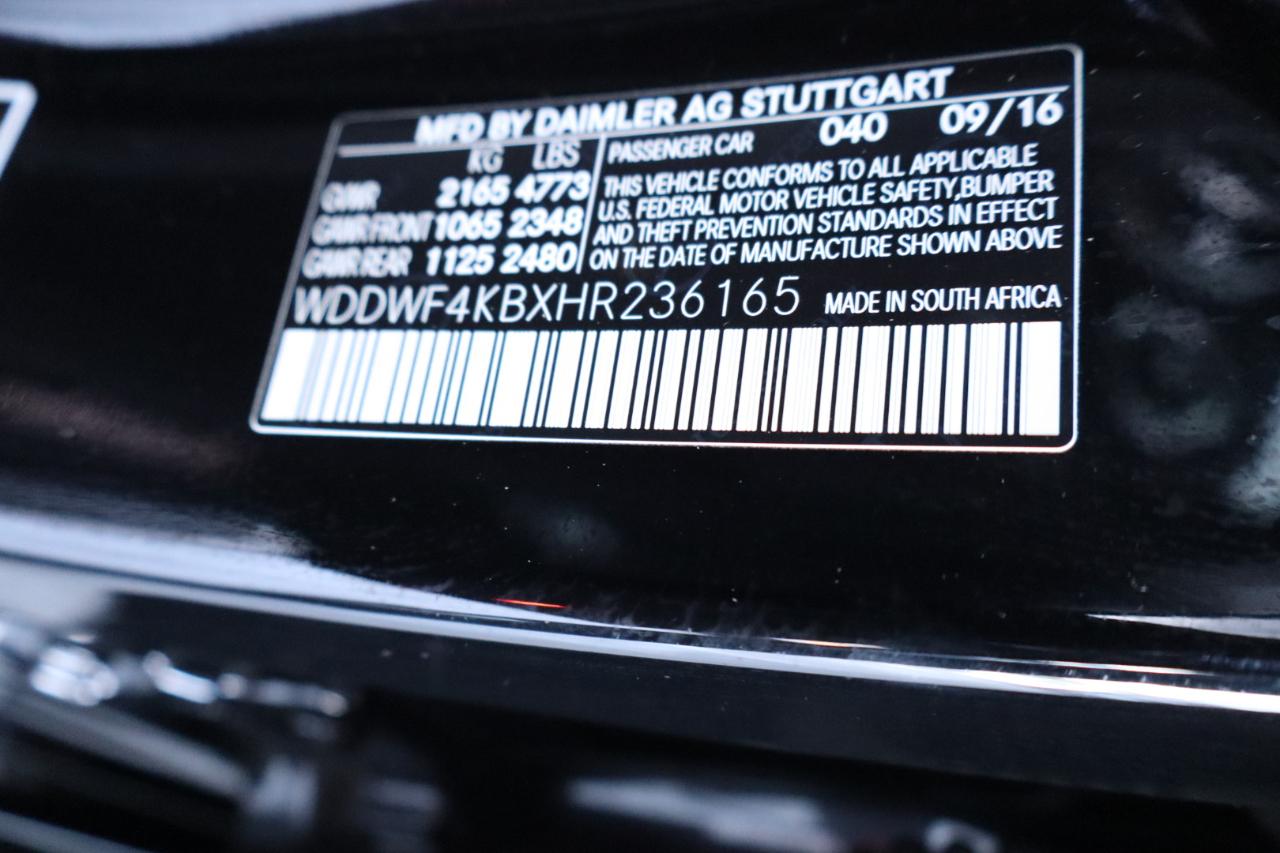 MFD BY DAIMLER AG STUTTGART
KG LBS
GVWR 2165 4773
GAWR FRONT 1065 2348
GAWR REAR 1125 2480
PASSENGER CAR 040 09/16
THIS VEHICLE CONFORMS TO ALL APPLICABLE
U.S. FEDERAL MOTOR VEHICLE SAFETY,BUMPER
AND THEFT PREVENTION STANDARDS IN EFFECT
ON THE DATE OF MANUFACTURE SHOWN ABOVE
WDDWF4KBXHR236165 MADE IN SOUTH AFRICA